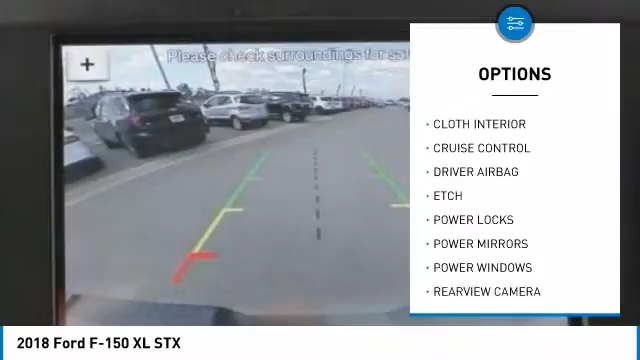 +
Please check surroundings for
OPTIONS
CLOTH INTERIOR
CRUISE CONTROL
DRIVER AIRBAG
ETCH
POWER LOCKS
POWER MIRRORS
POWER WINDOWS
REARVIEW CAMERA
2018 Ford F-150 XL STX